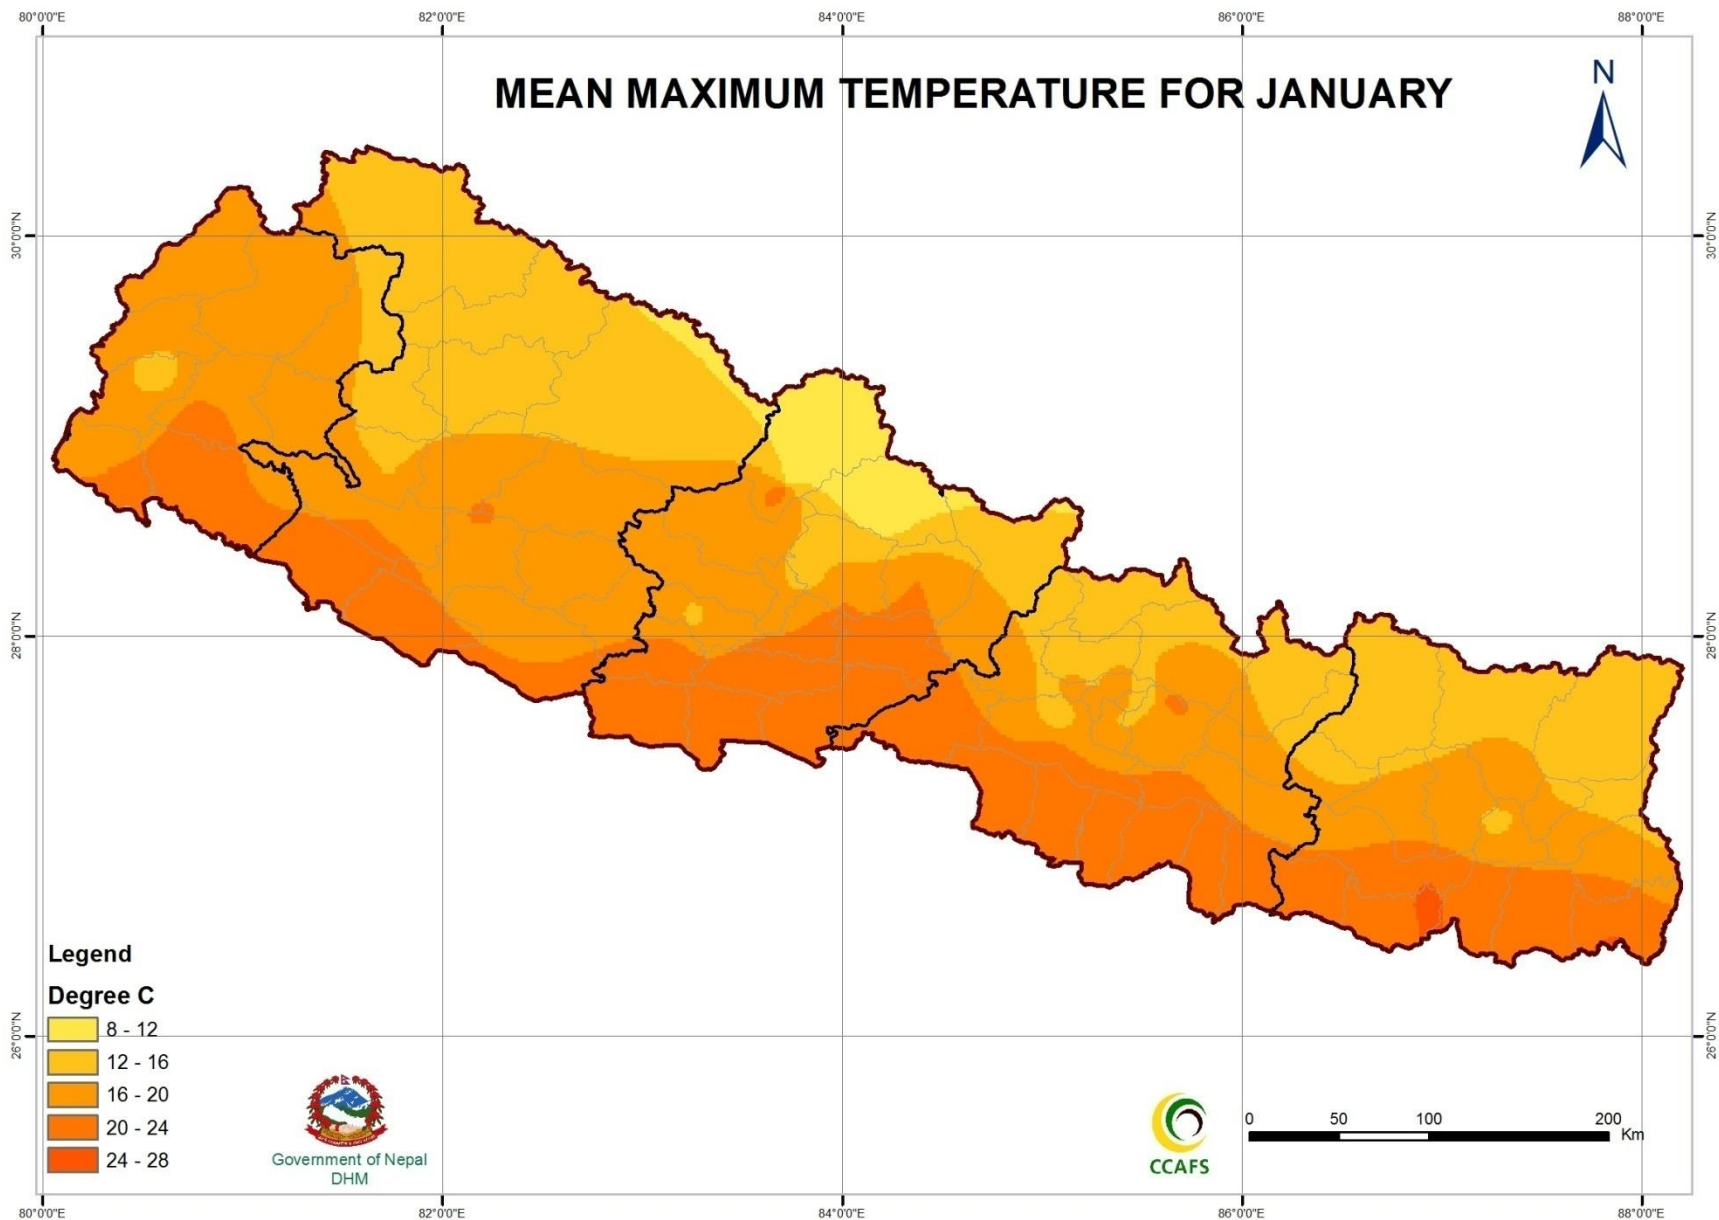 80°0'0"E 82°0'0"E 84°0'0"E 86°0'0"E 88°0'0"E
MEAN MAXIMUM TEMPERATURE FOR JANUARY
N
30°0'0"N 30°0'0"N
28°0'0"N 28°0'0"N
26°0'0"N 26°0'0"N
Legend
Degree C
8 - 12
12 - 16
16 - 20
20 - 24
24 - 28
Government of Nepal
DHM
CCAFS
0 50 100 200
Km
80°0'0"E 82°0'0"E 84°0'0"E 86°0'0"E 88°0'0"E